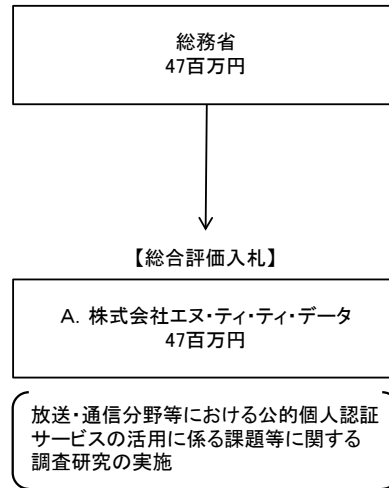 総務省
47百万円
【総合評価入札】
A. 株式会社エヌ・ティ・ティ・データ
47百万円
放送・通信分野等における公的個人認証
サービスの活用に係る課題等に関する
調査研究の実施